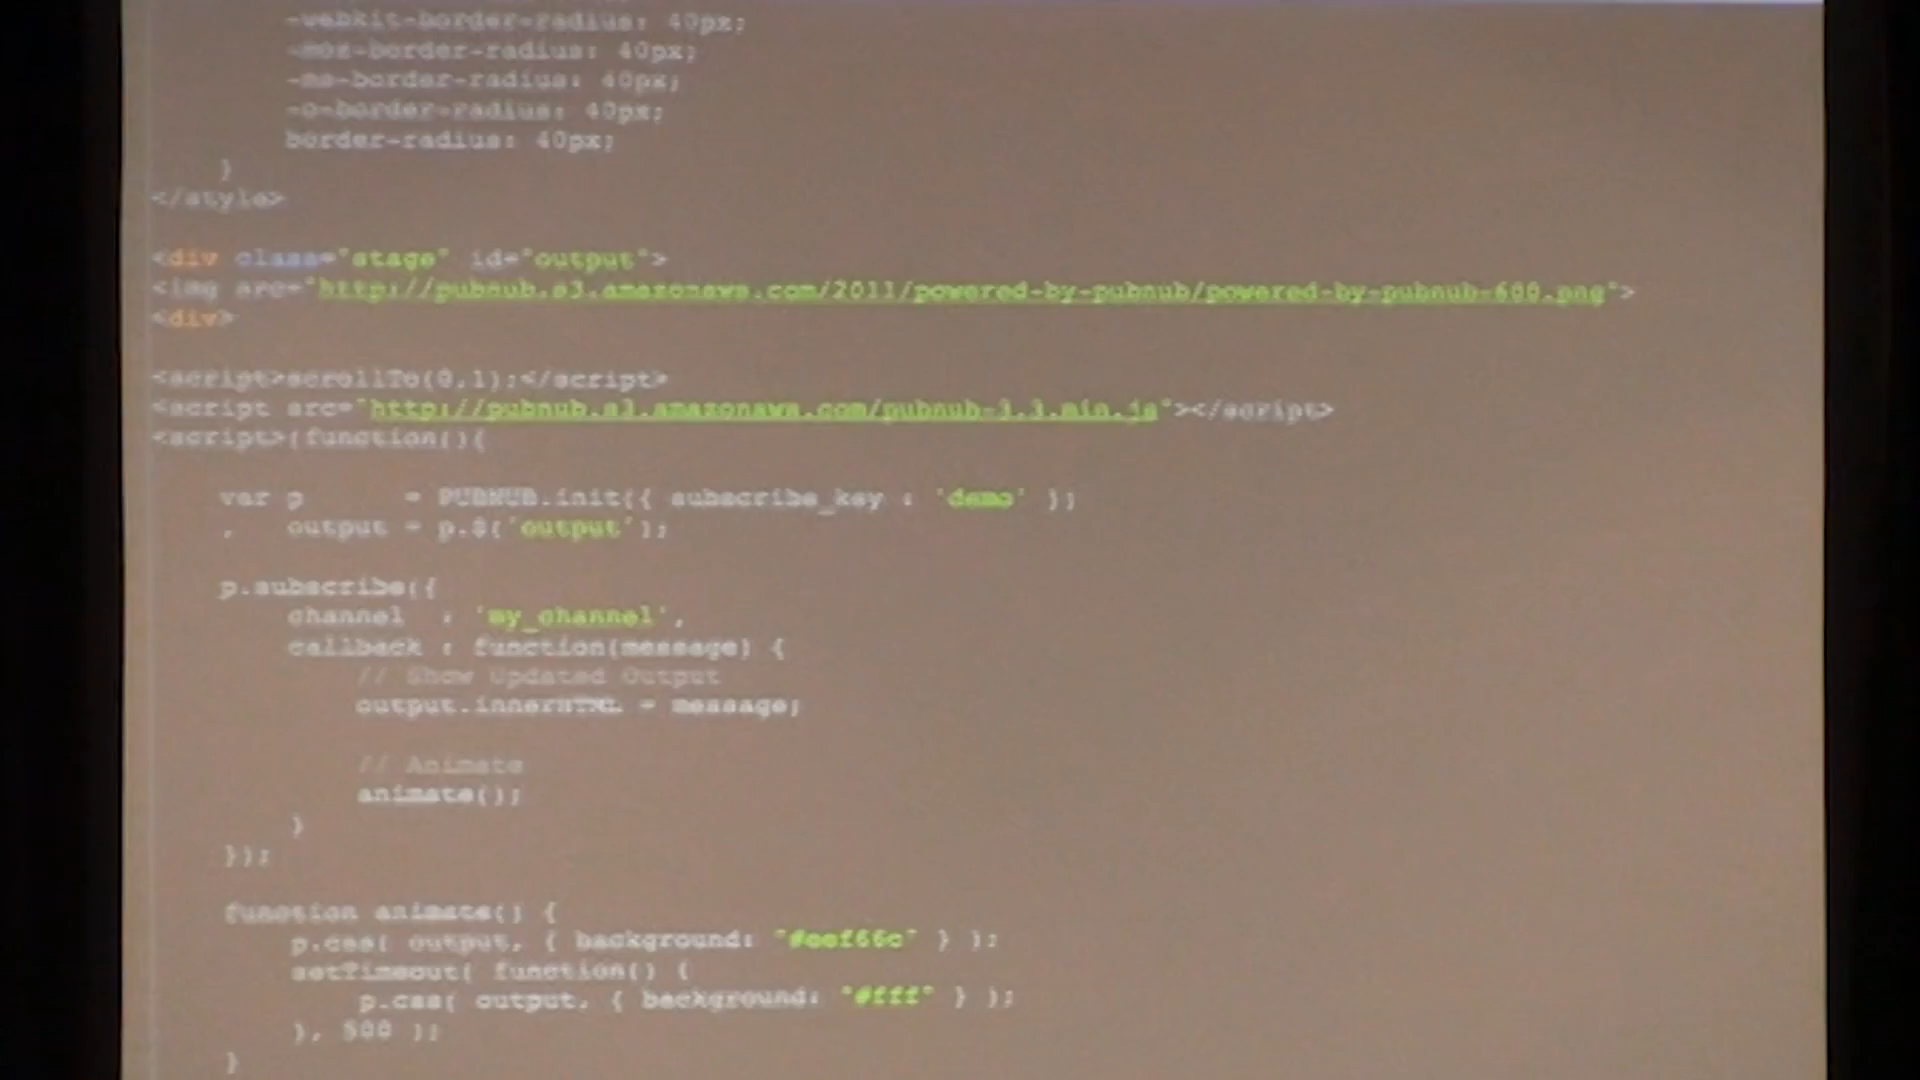 -webkit-border-radius: 40px;
-moz-border-radius: 40px;
-ms-border-radius: 40px;
-o-border-radius: 40px;
border-radius: 40px;
}
</style>
<div class="stage" id="output">
<img src="http://pubnub.s3.amazonaws.com/2011/powered-by-pubnub/powered-by-pubnub-600.png">
<div>
<script>scrollTo(0,1);</script>
<script src="http://pubnub.s3.amazonaws.com/pubnub-3.3.min.js"></script>
<script>(function(){
var p = PUBNUB.init({ subscribe_key : 'demo' });
, output = p.$('output');
p.subscribe({
channel : 'my_channel',
callback : function(message) {
// Show Updated Output
output.innerHTML = message;
// Animate
animate();
}
});
function animate() {
p.css( output, { background: "#eef66c" } );
setTimeout( function() {
p.css( output, { background: "#fff" } );
}, 500 );
}